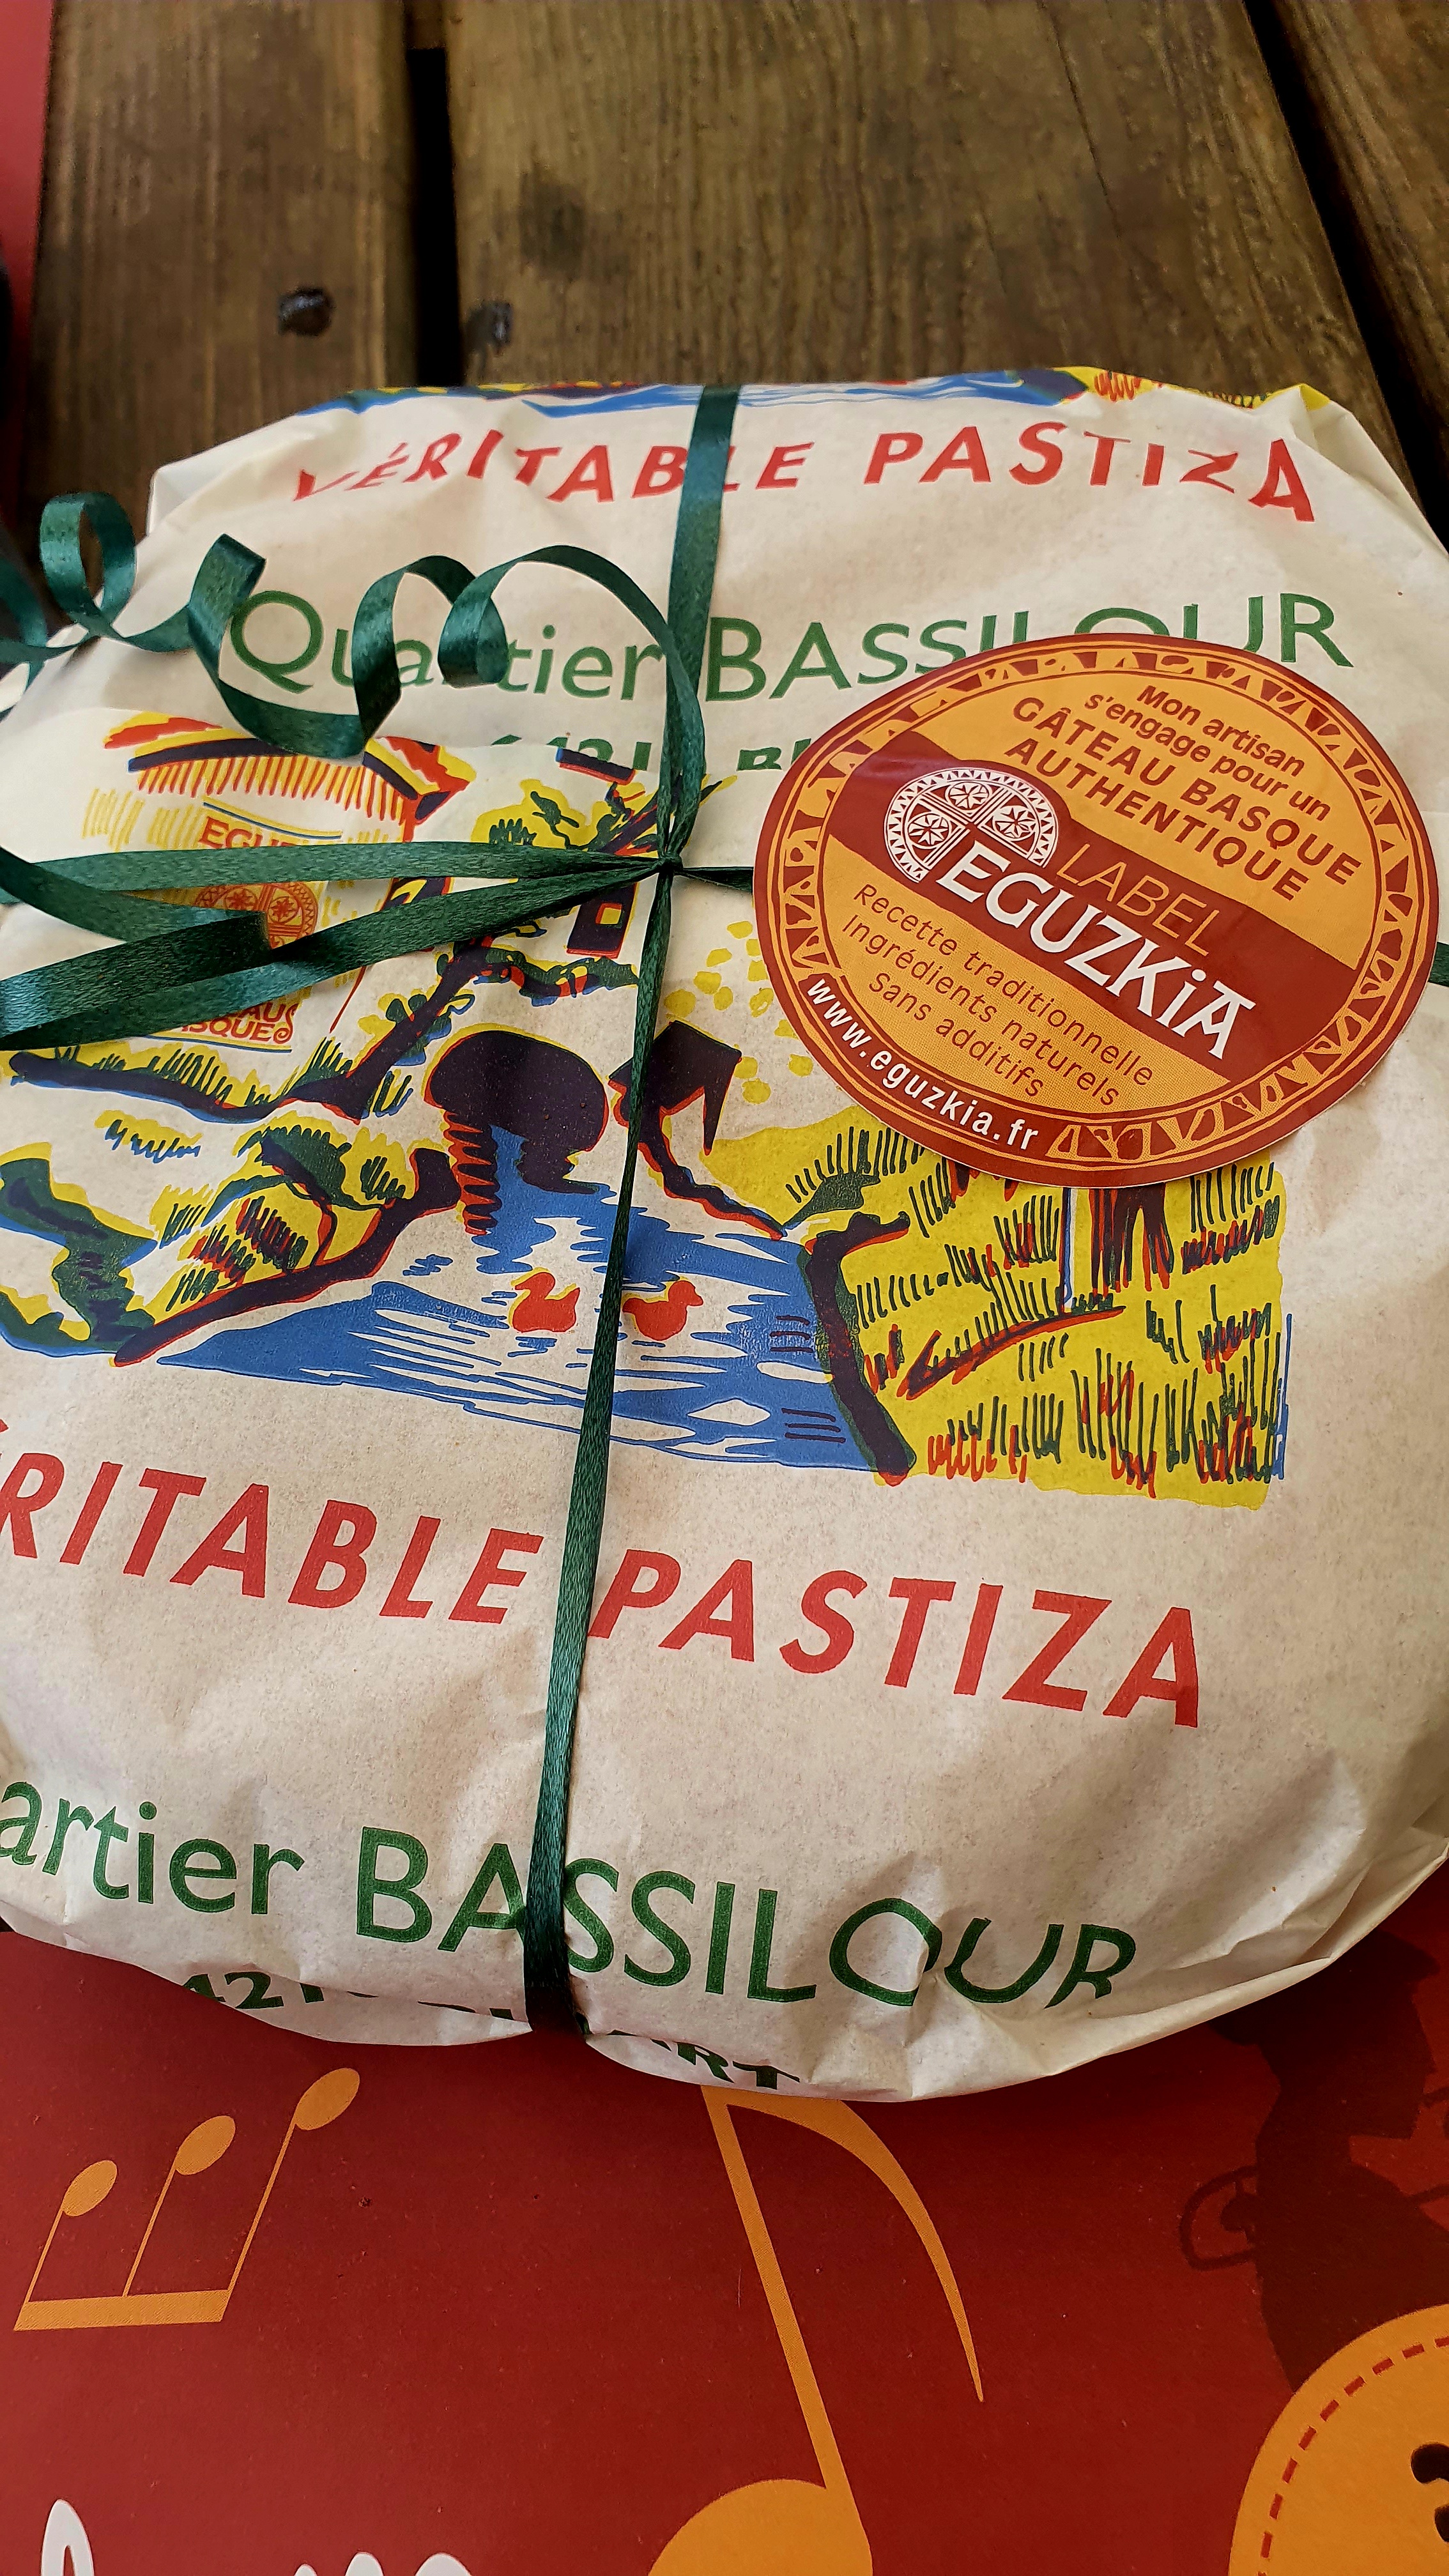 VÉRITABLE PASTIZA
Quartier BASSILOUR
Mon artisan
s'engage pour un
GÂTEAU BASQUE
AUTHENTIQUE
LABEL
EGUZKiA
Recette traditionnelle
Ingrédients naturels
Sans additifs
www.eguzkia.fr
RITABLE PASTIZA
artier BASSILOUR